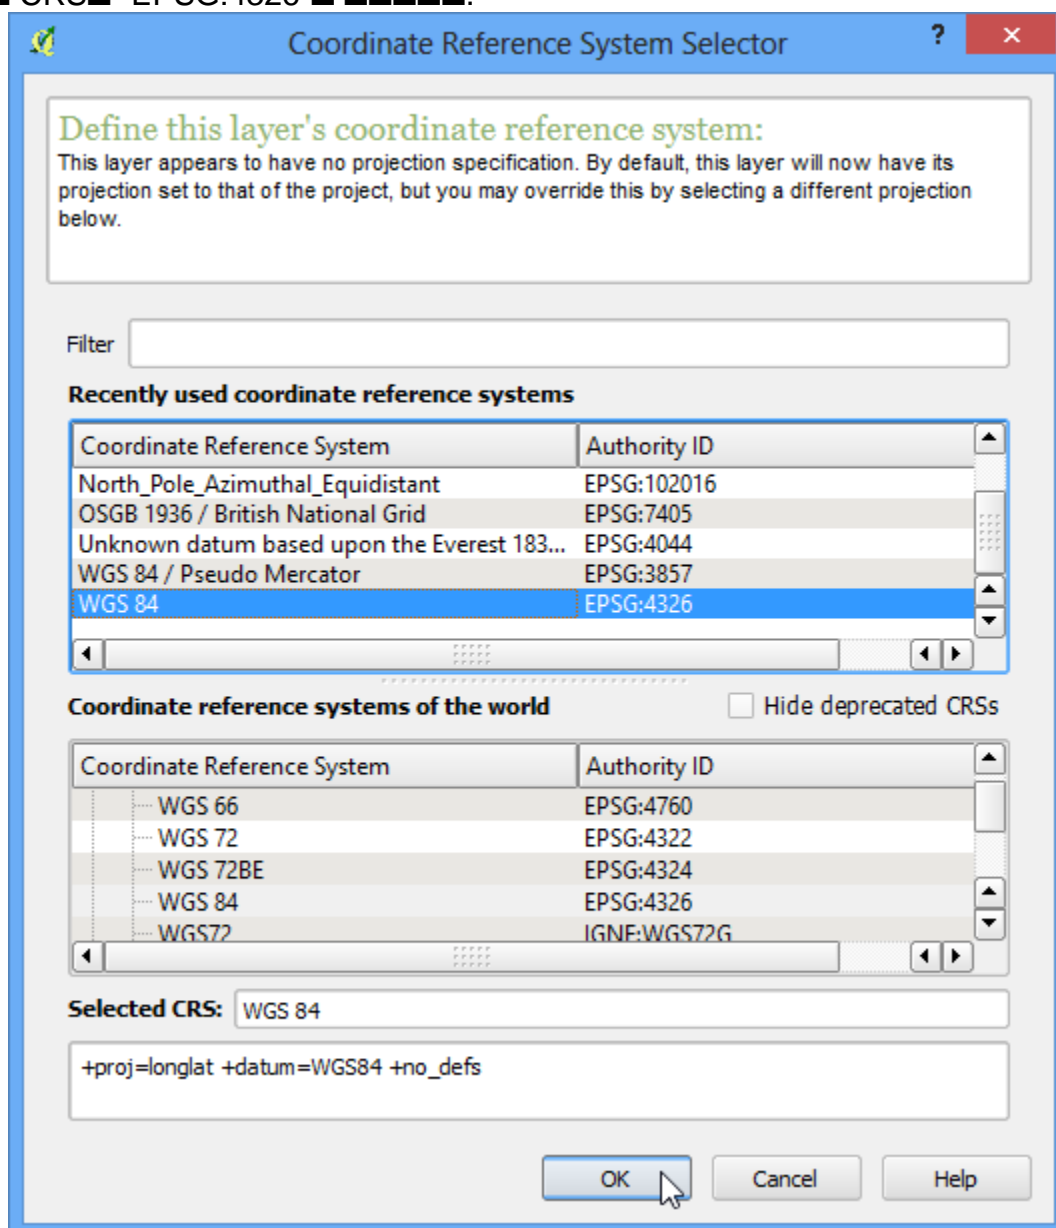 CRS EPSG:4326
Coordinate Reference System Selector ?
Define this layer's coordinate reference system:
This layer appears to have no projection specification. By default, this layer will now have its
projection set to that of the project, but you may override this by selecting a different projection
below.
Filter
Recently used coordinate reference systems
Coordinate Reference System Authority ID
North_Pole_Azimuthal_Equidistant EPSG:102016
OSGB 1936 / British National Grid EPSG:7405
Unknown datum based upon the Everest 183... EPSG:4044
WGS 84 / Pseudo Mercator EPSG:3857
WGS 84 EPSG:4326
Coordinate reference systems of the world Hide deprecated CRSs
Coordinate Reference System Authority ID
WGS 66 EPSG:4760
WGS 72 EPSG:4322
WGS 72BE EPSG:4324
WGS 84 EPSG:4326
WGS72 IGNF:WGS72G
Selected CRS: WGS 84
+proj=longlat +datum=WGS84 +no_defs
OK Cancel Help